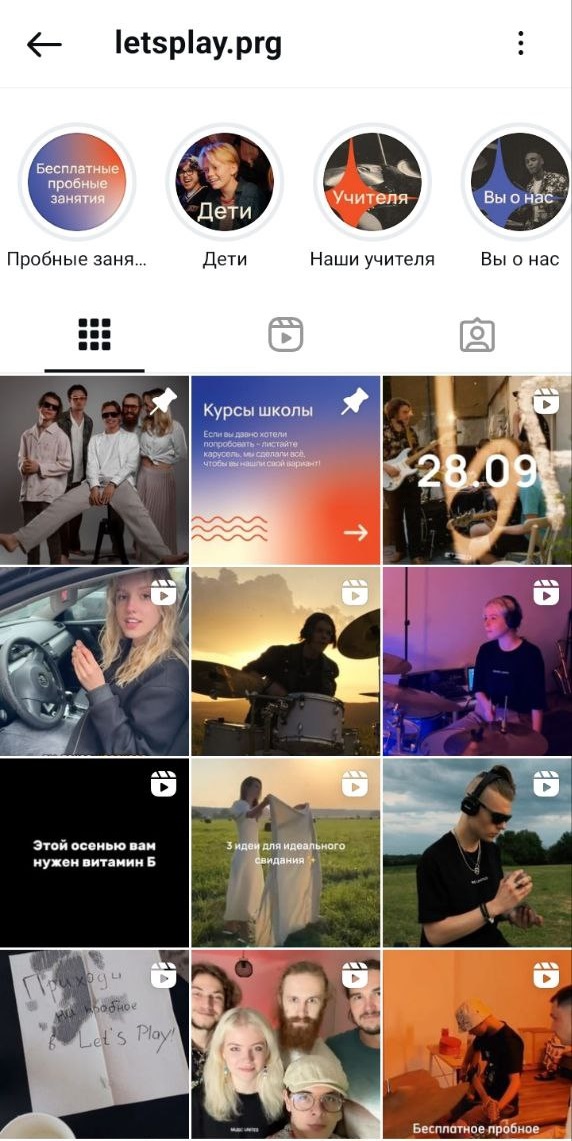 letsplay.prg
Бесплатные
пробные
занятия
Дети
Учителя
Вы о нас
Пробные заня...
Дети
Наши учителя
Вы о нас
Курсы школы
Если вы давно хотели
попробовать – листайте
карусель, мы сделали всё,
чтобы вы нашли свой вариант!
28.09
Этой осенью вам
нужен витамин Б
3 идеи для идеального
свидания
Приходи
на пробное
в Let's Play!
Бесплатное пробное